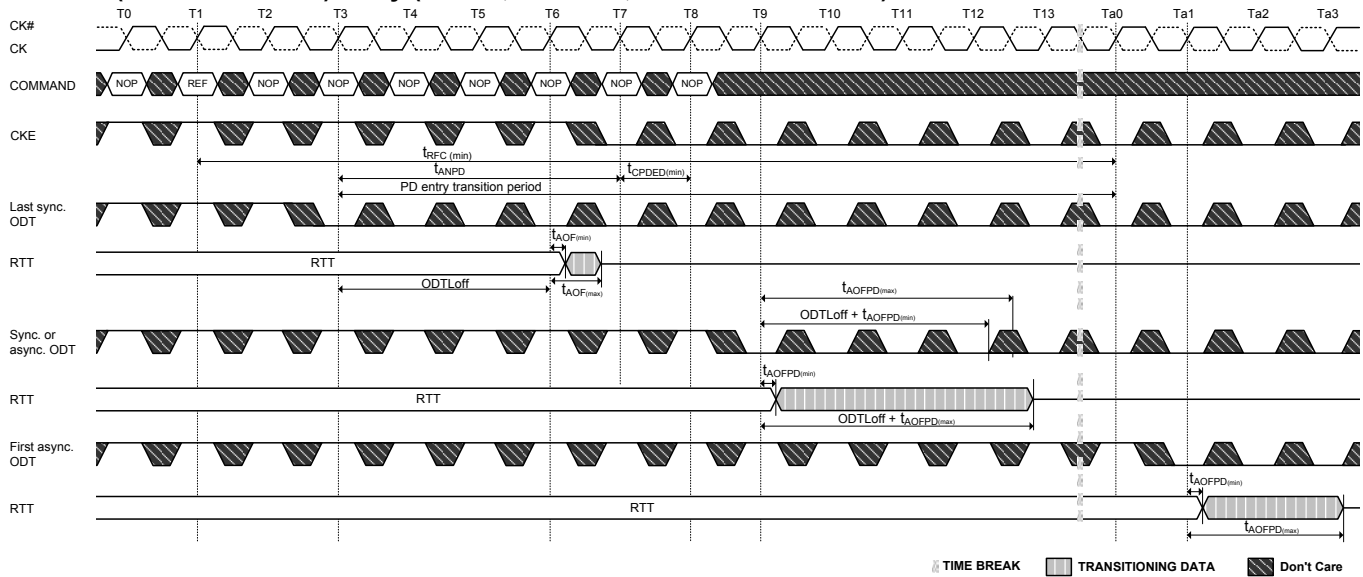 T0 T1 T2 T3 T4 T5 T6 T7 T8 T9 T10 T11 T12 T13 Ta0 Ta1 Ta2 Ta3
CK#
CK
COMMAND NOP REF NOP NOP NOP NOP NOP NOP NOP
CKE
tRFC (min)
tANPD tCPDED(min)
PD entry transition period
Last sync.
ODT
tAOF(min)
RTT RTT
ODTLoff tAOF(max)
tAOFPD(max)
ODTLoff + tAOFPD(min)
Sync. or
async. ODT
tAOFPD(min)
RTT RTT
ODTLoff + tAOFPD(max)
First async.
ODT
tAOFPD(min)
RTT RTT
tAOFPD(max)
TIME BREAK TRANSITIONING DATA Don't Care